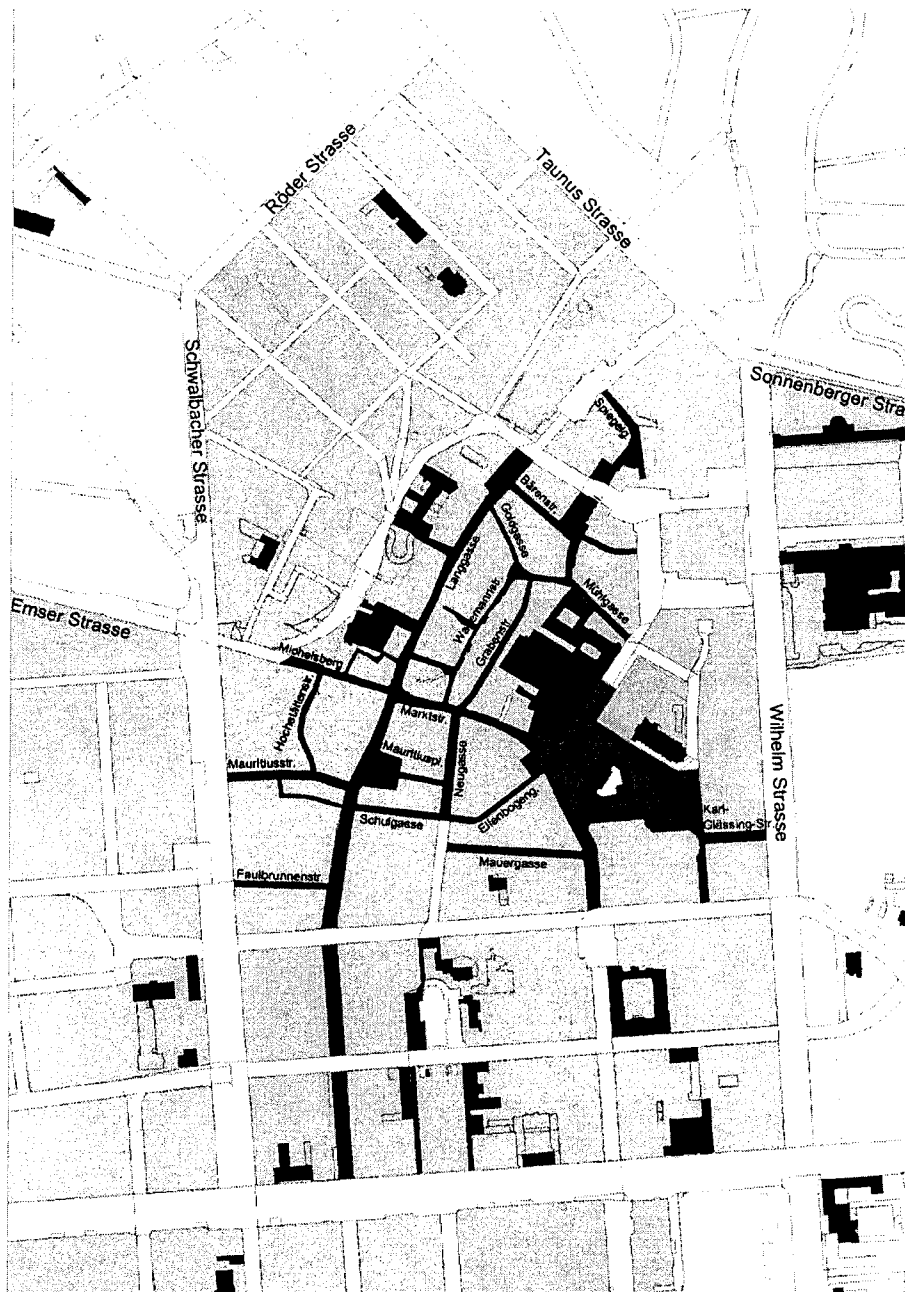 Röder Strasse
Taunus Strasse
Schwalbacher Strasse
Sonnenberger Stra
Spiegelg.
Bärenstr.
Goldgasse
Langgasse
Mühlgasse
Wagemannstr.
Grabenstr.
Emser Strasse
Michelsberg
Hochstättenstr.
Marktstr.
Mauritiuspl.
Neugasse
Mauritiusstr.
Wilhelm Strasse
Ellenbogeng.
Schulgasse
Karl-
Glässing-Str.
Mauergasse
Faulbrunnenstr.